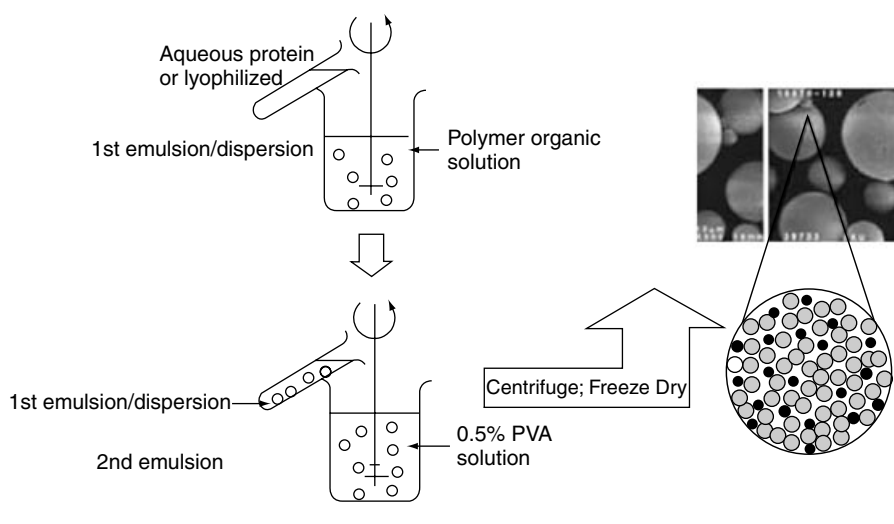 Aqueous protein
or lyophilized
1st emulsion/dispersion
Polymer organic
solution
1st emulsion/dispersion
2nd emulsion
0.5% PVA
solution
Centrifuge; Freeze Dry